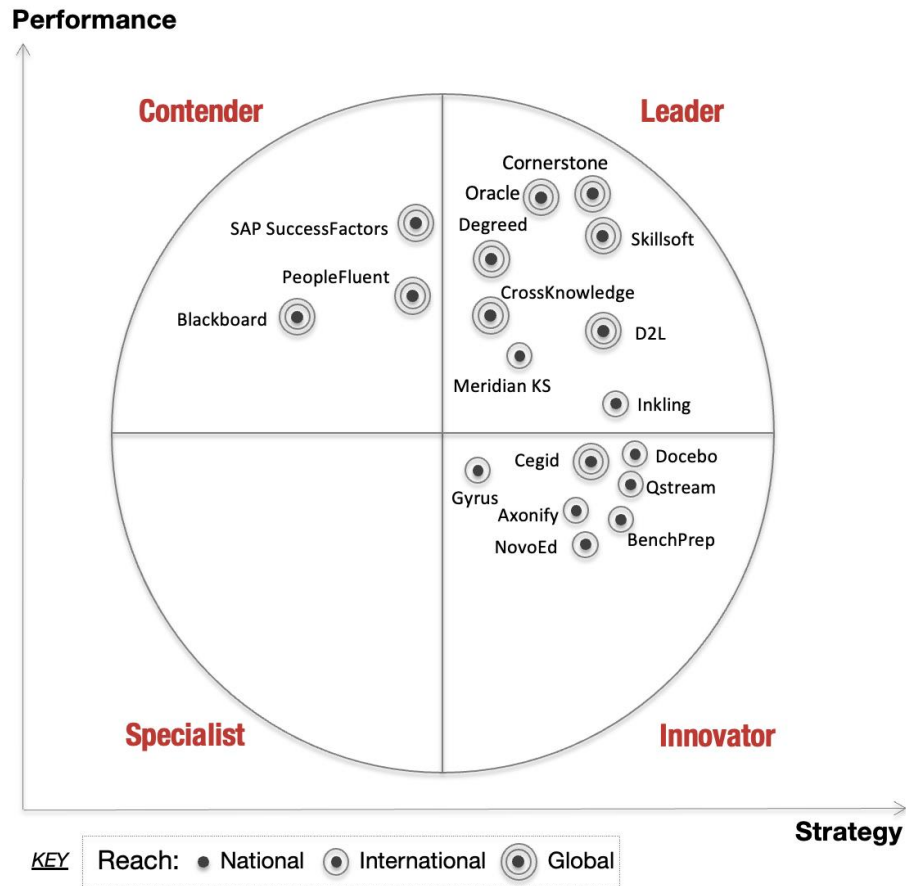 Performance
Contender
Leader
Cornerstone
Oracle
Degreed
SAP SuccessFactors
Skillsoft
PeopleFluent
CrossKnowledge
Blackboard
D2L
Meridian KS
Inkling
Cegid
Docebo
Qstream
Gyrus
Axonify
BenchPrep
NovoEd
Specialist
Innovator
Strategy
KEY Reach: National International Global